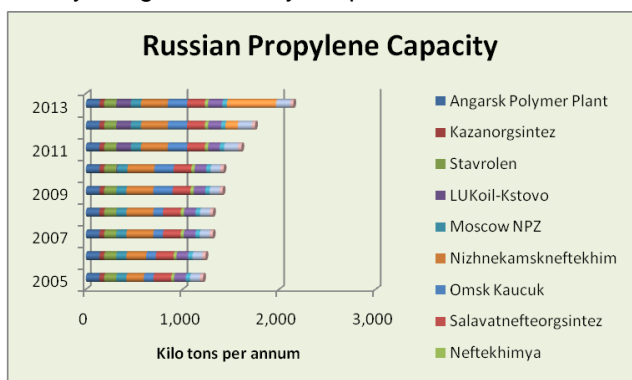 Russian Propylene Capacity
2013
2011
2009
2007
2005
0
1,000
2,000
3,000
Kilo tons per annum
Angarsk Polymer Plant
Kazanorgsintez
Stavrolen
LUKoil-Kstovo
Moscow NPZ
Nizhnekamskneftekhim
Omsk Kaucuk
Salavatnefteorgsintez
Neftekhimya